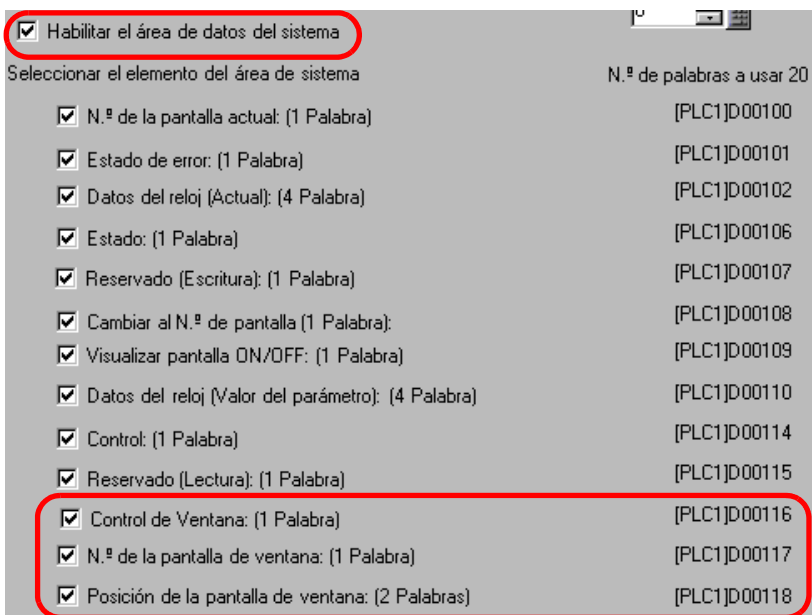 Habilitar el área de datos del sistema
Seleccionar el elemento del área de sistema N.º de palabras a usar 20
N.º de la pantalla actual: (1 Palabra) [PLC1]D00100
Estado de error: (1 Palabra) [PLC1]D00101
Datos del reloj (Actual): (4 Palabra) [PLC1]D00102
Estado: (1 Palabra) [PLC1]D00106
Reservado (Escritura): (1 Palabra) [PLC1]D00107
Cambiar al N.º de pantalla (1 Palabra): [PLC1]D00108
Visualizar pantalla ON/OFF: (1 Palabra) [PLC1]D00109
Datos del reloj (Valor del parámetro): (4 Palabra) [PLC1]D00110
Control: (1 Palabra) [PLC1]D00114
Reservado (Lectura): (1 Palabra) [PLC1]D00115
Control de Ventana: (1 Palabra) [PLC1]D00116
N.º de la pantalla de ventana: (1 Palabra) [PLC1]D00117
Posición de la pantalla de ventana: (2 Palabras) [PLC1]D00118